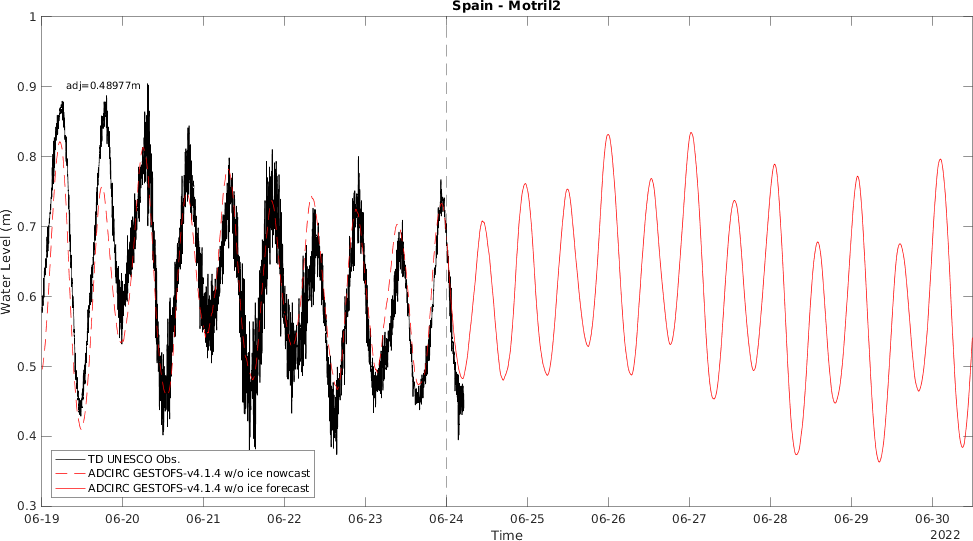 Spain - Motril2
1
0.9
0.8
0.7
0.6
0.5
0.4
0.3
Water Level (m)
adj=0.48977m
TD UNESCO Obs.
ADCIRC GESTOFS-v4.1.4 w/o ice nowcast
ADCIRC GESTOFS-v4.1.4 w/o ice forecast
06-19 06-20 06-21 06-22 06-23 06-24 06-25 06-26 06-27 06-28 06-29 06-30
2022
Time